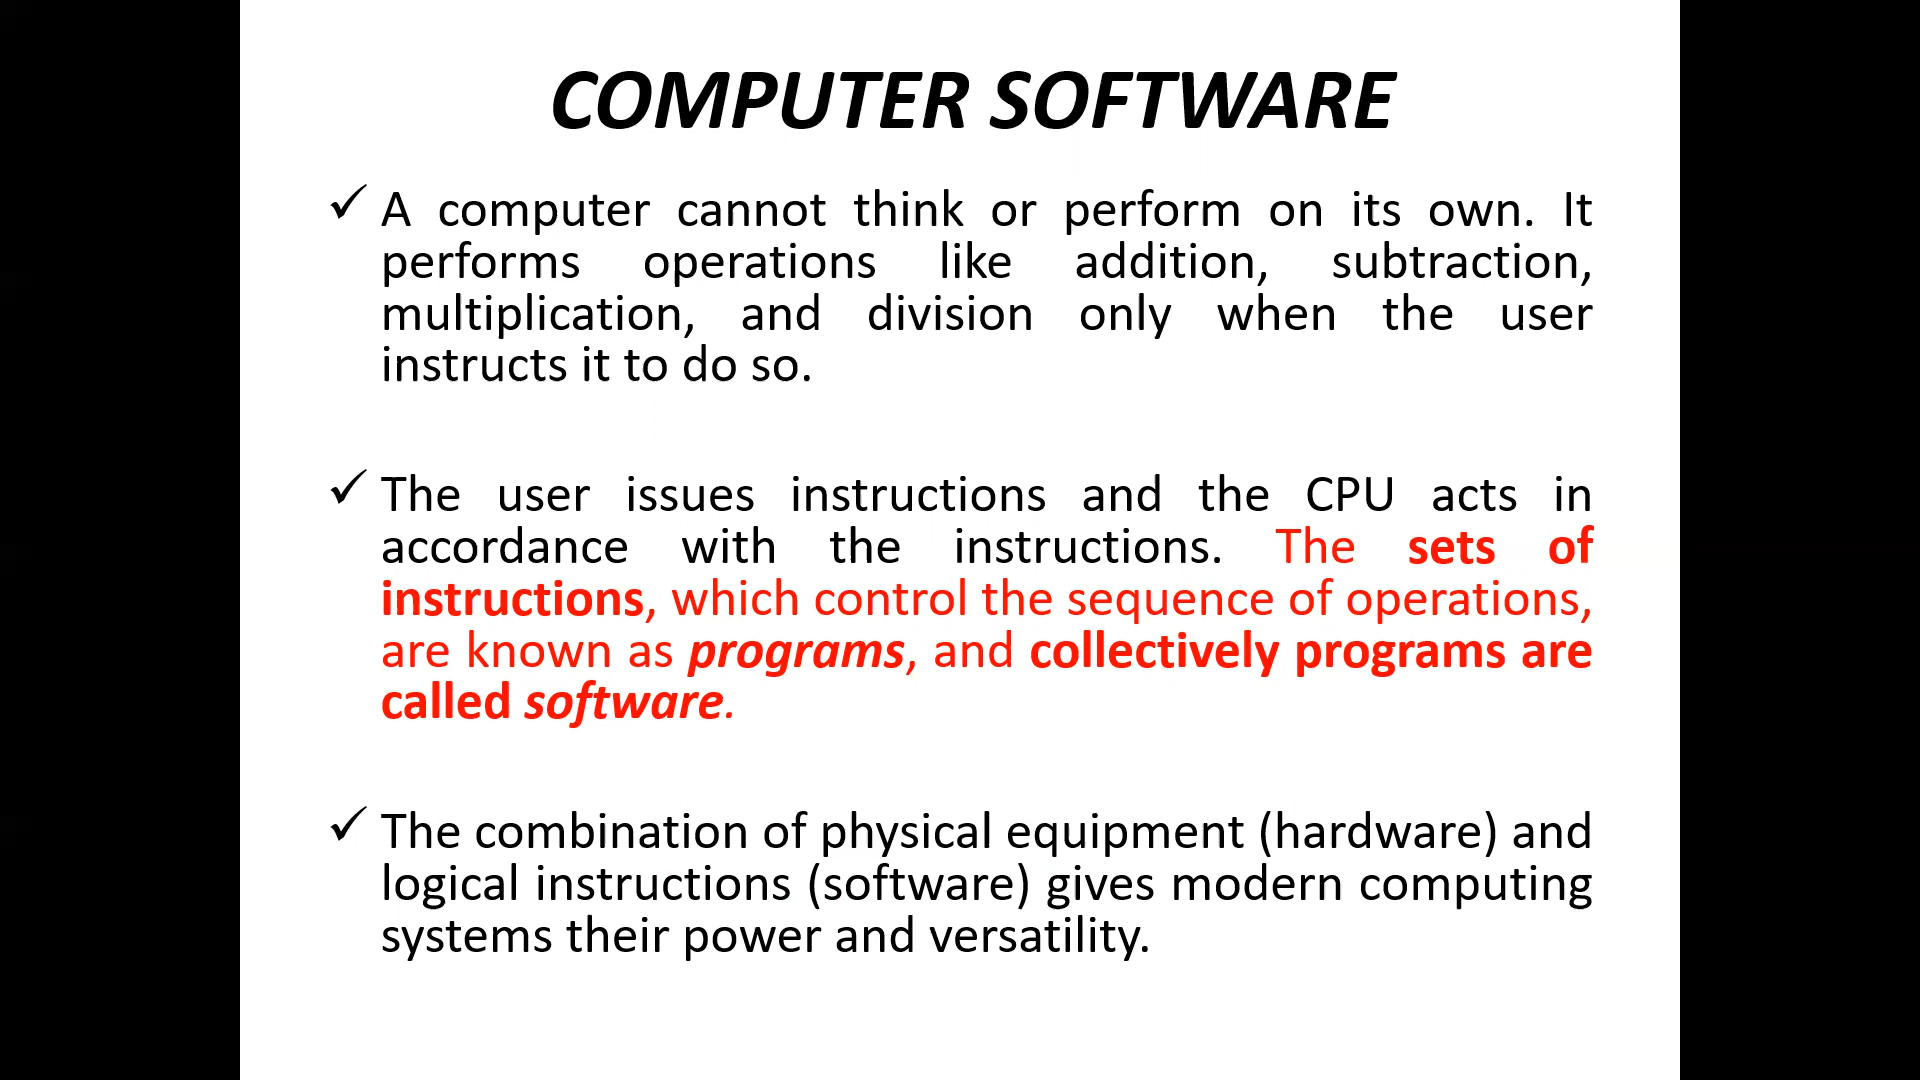 COMPUTER SOFTWARE
✓ A computer cannot think or perform on its own. It
performs operations like addition, subtraction,
multiplication, and division only when the user
instructs it to do so.
✓ The user issues instructions and the CPU acts in
accordance with the instructions. The sets of
instructions, which control the sequence of operations,
are known as programs, and collectively programs are
called software.
✓ The combination of physical equipment (hardware) and
logical instructions (software) gives modern computing
systems their power and versatility.